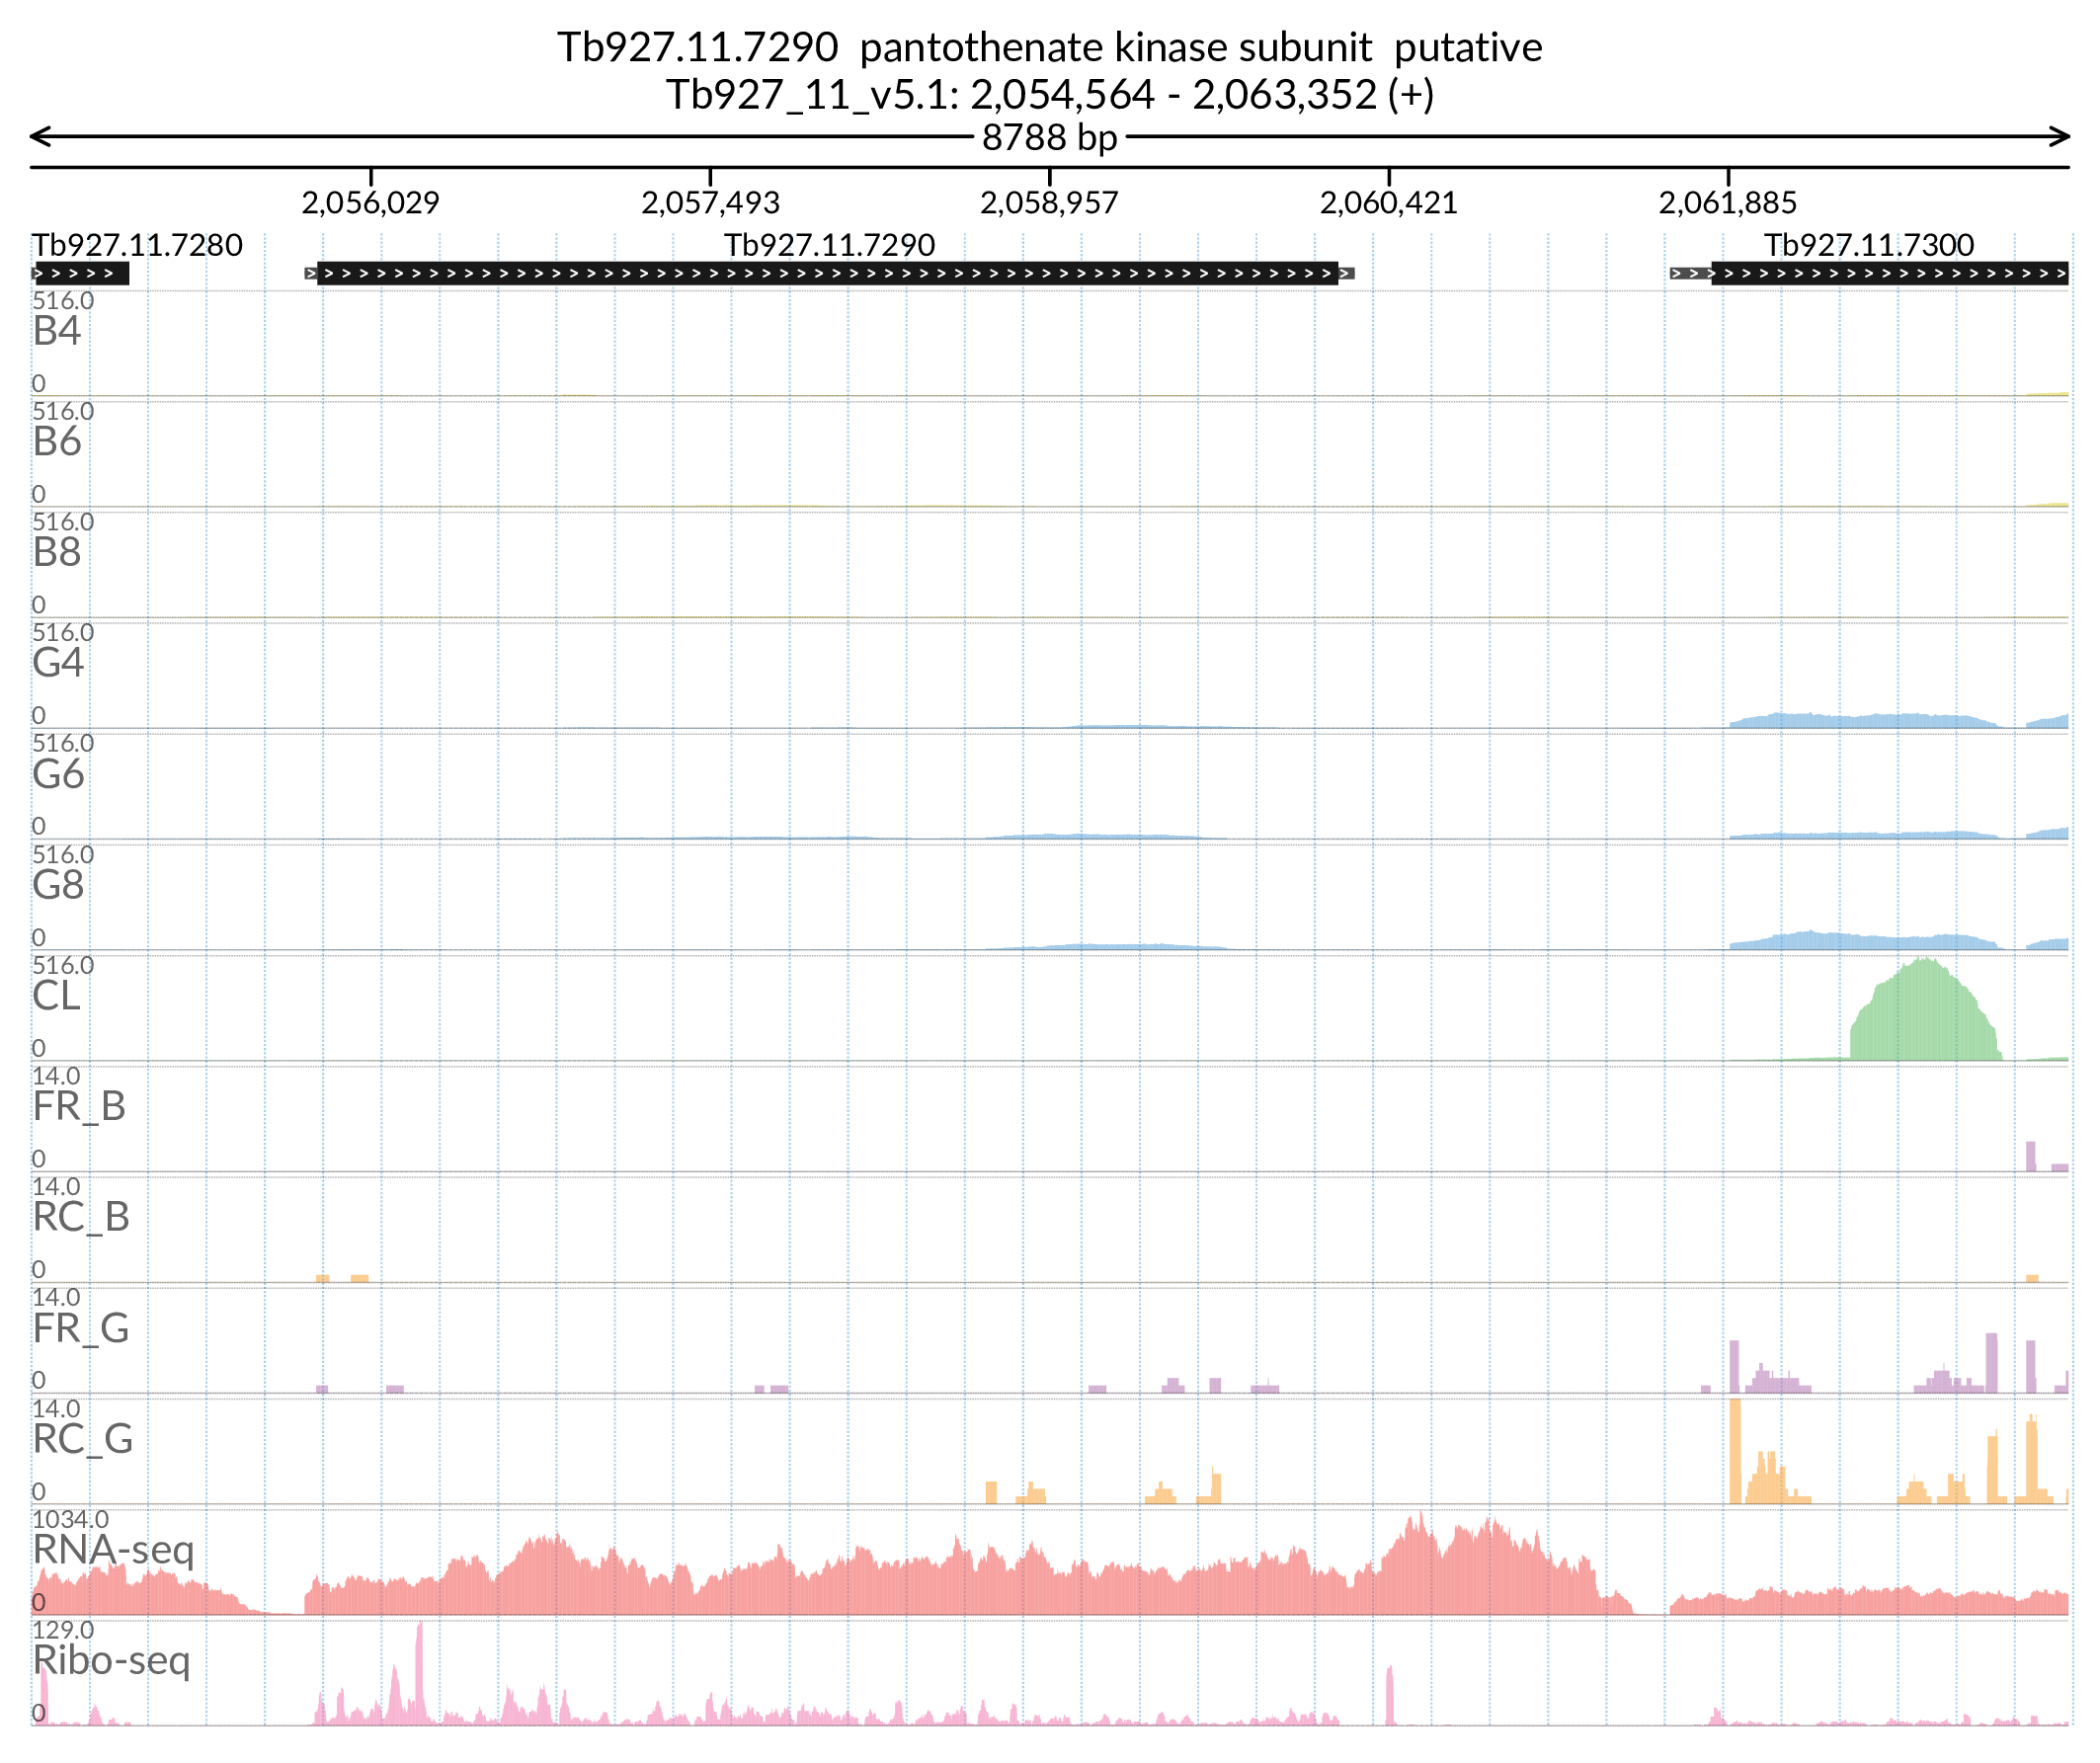 Tb927.11.7290 pantothenate kinase subunit putative
Tb927_11_v5.1: 2,054,564 - 2,063,352 (+)
8788 bp
2,056,029 2,057,493 2,058,957 2,060,421 2,061,885
Tb927.11.7280 Tb927.11.7290 Tb927.11.7300
516.0
B4
0
516.0
B6
0
516.0
B8
0
516.0
G4
0
516.0
G6
0
516.0
G8
0
516.0
CL
0
14.0
FR_B
0
14.0
RC_B
0
14.0
FR_G
0
14.0
RC_G
0
1034.0
RNA-seq
0
129.0
Ribo-seq
0